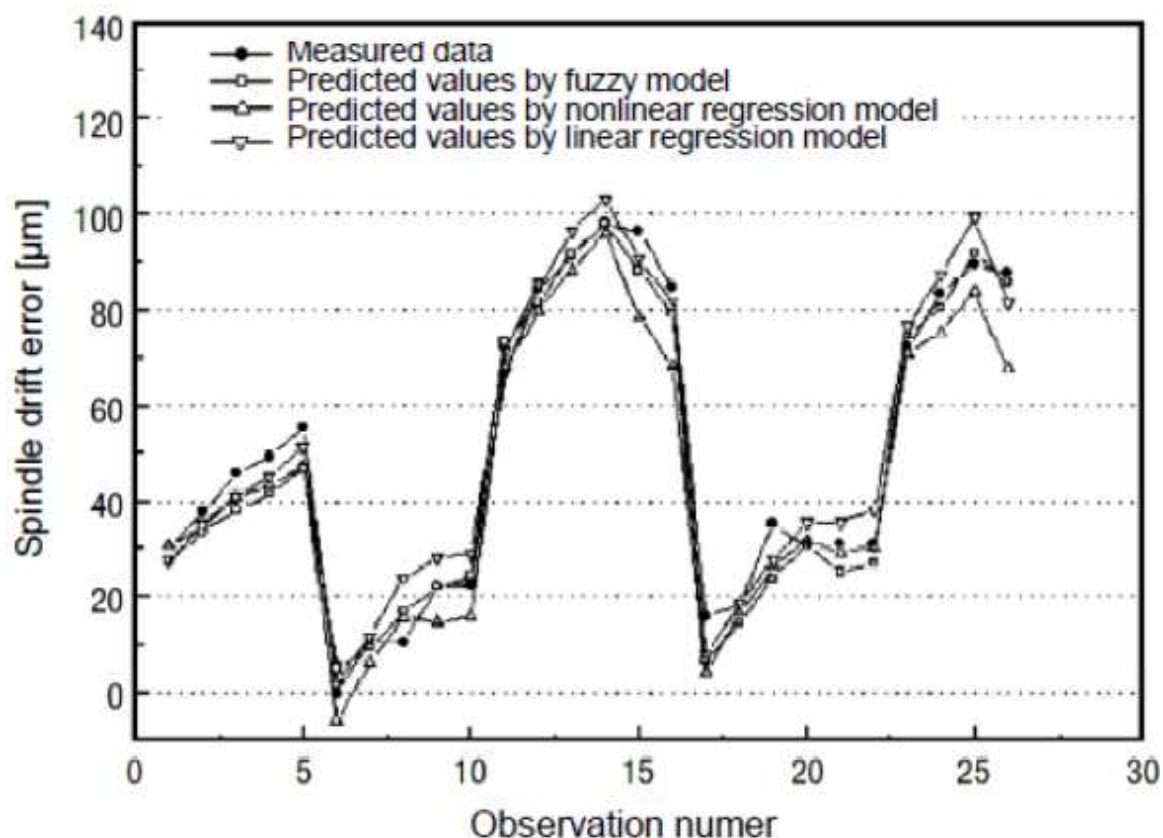 140
120
100
80
60
40
20
0
Spindle drift error [µm]
Measured data
Predicted values by fuzzy model
Predicted values by nonlinear regression model
Predicted values by linear regression model
0 5 10 15 20 25 30
Observation numer